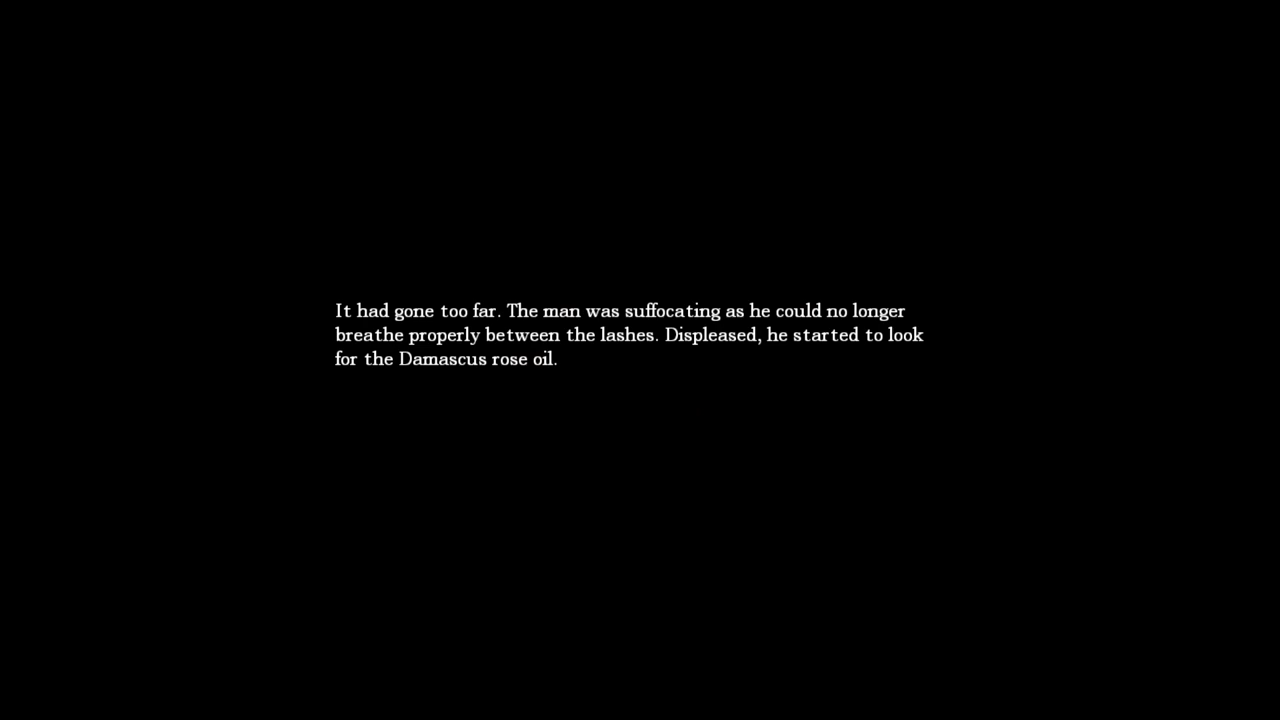 It had gone too far. The man was suffocating as he could no longer
breathe properly between the lashes. Displeased, he started to look
for the Damascus rose oil.